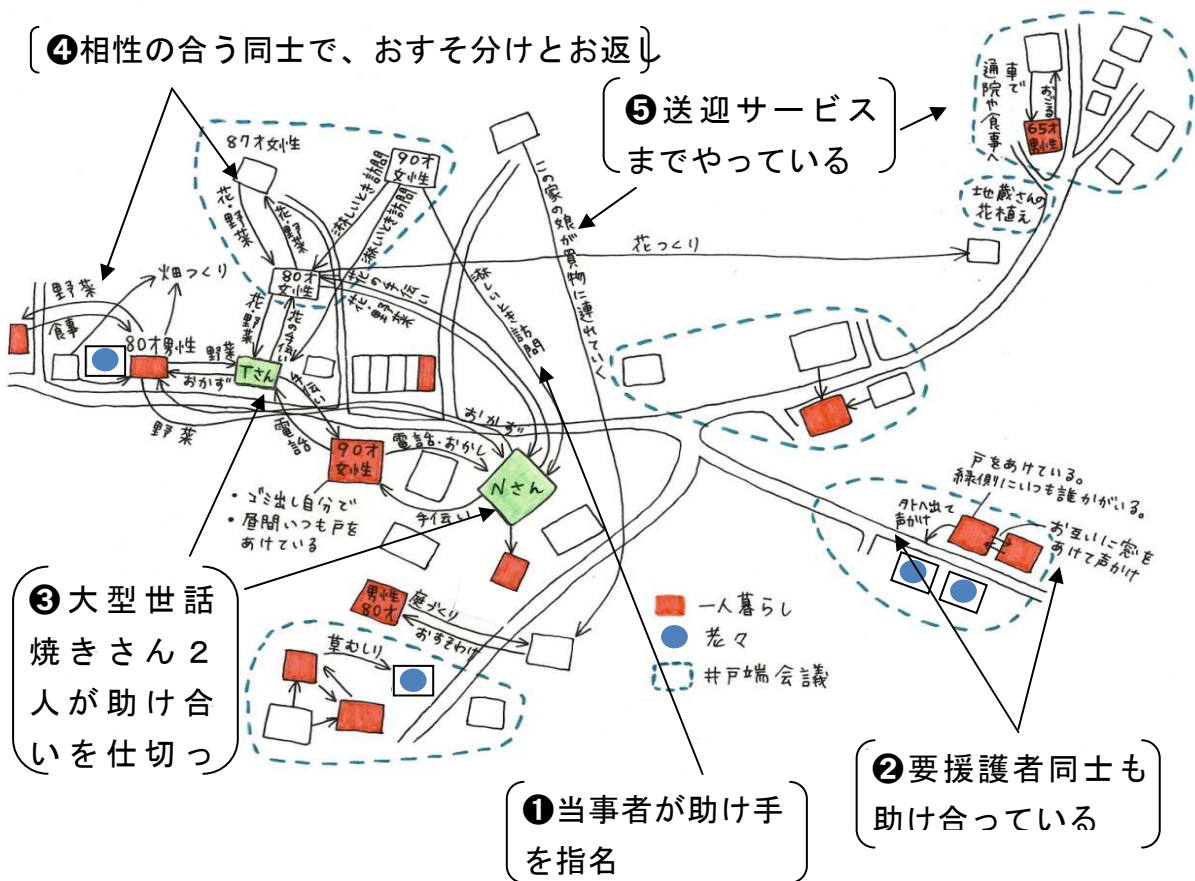 ❹相性の合う同士で、おすそ分けとお返し
❺送迎サービス
までやっている
車で
通院や食事へ
おごる
65才
男性
地蔵さんの
花植え
87才女性
90才
女性
花・野菜
花・野菜
淋しいとき訪問
淋しいとき訪問
淋しいとき訪問
この家の娘が買物に連れていく
花つくり
80才
女性
花の手伝い
花・野菜
畑つくり
野菜
食事
80才男性
野菜
おかず
花・野菜
花の手伝い
Tさん
手伝い
野菜
電話
おかず
90才
女性
電話・おかし
Nさん
手伝い
・ゴミ出し自分で
・昼間いつも戸を
あけている
戸をあけている。
縁側にいつも誰かがいる。
外へ出て
声かけ
お互いに窓を
あけて声かけ
❸大型世話
焼きさん2
人が助け合
いを仕切っ
男性
80才
庭づくり
おすそわけ
草むしり
一人暮らし
老々
井戸端会議
❶当事者が助け手
を指名
❷要援護者同士も
助け合っている